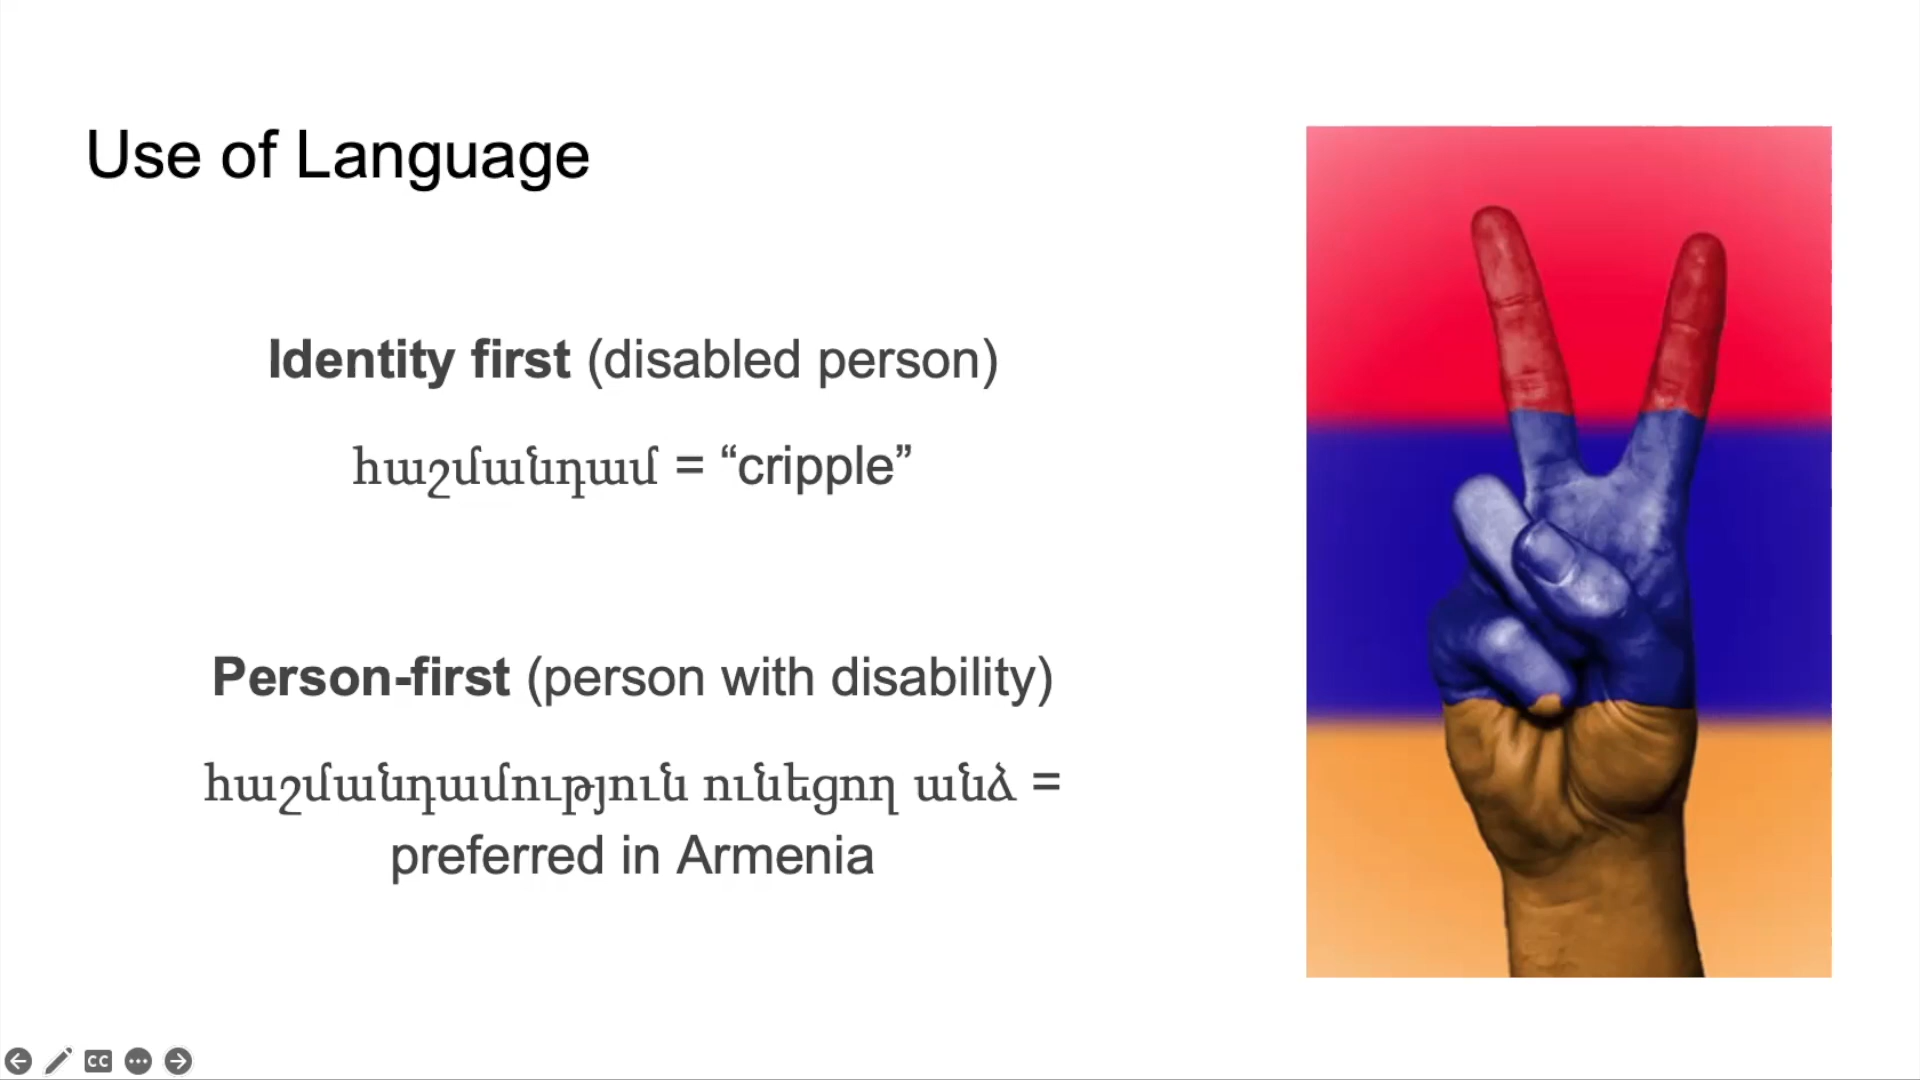 Use of Language
Identity first (disabled person)
հաշմանդամ = “cripple”
Person-first (person with disability)
հաշմանդամություն ունեցող անձ =
preferred in Armenia
CC